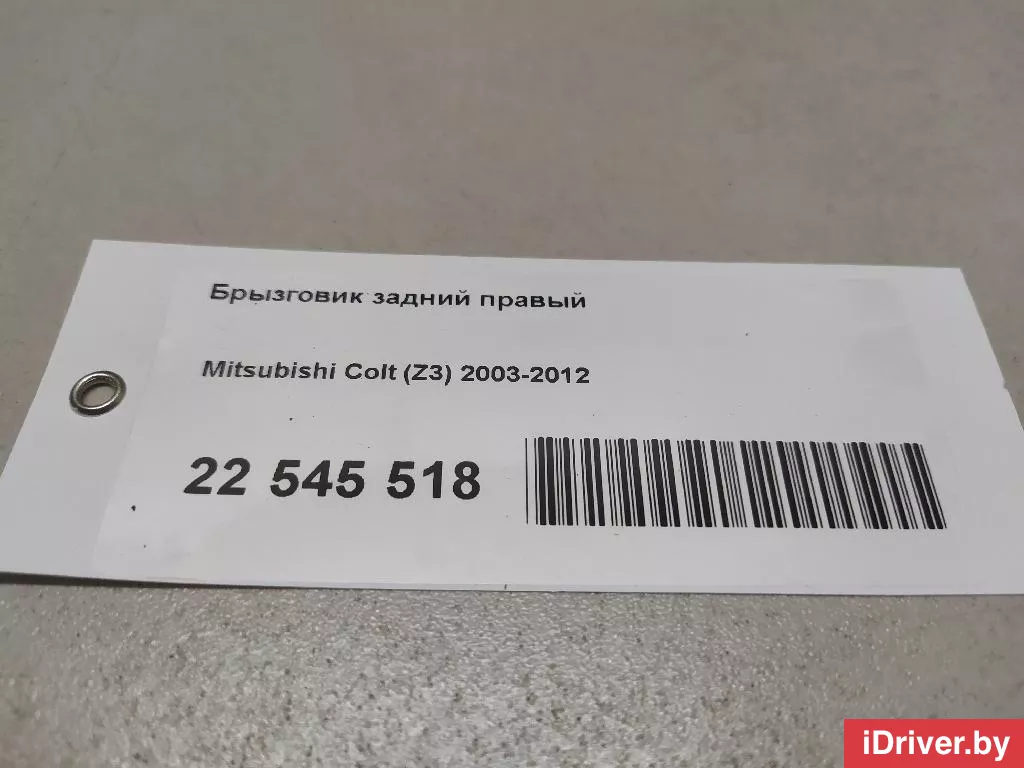 Брызговик задний правый
Mitsubishi Colt (Z3) 2003-2012
22 545 518
iDriver.by